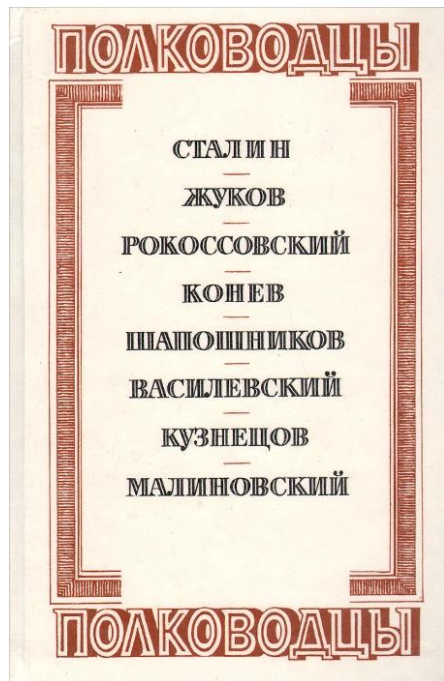 ПОЛКОВОДЦЫ
СТАЛИН
ЖУКОВ
РОКОССОВСКИЙ
КОНЕВ
ШАПОШНИКОВ
ВАСИЛЕВСКИЙ
КУЗНЕЦОВ
МАЛИНОВСКИЙ
ПОЛКОВОДЦЫ